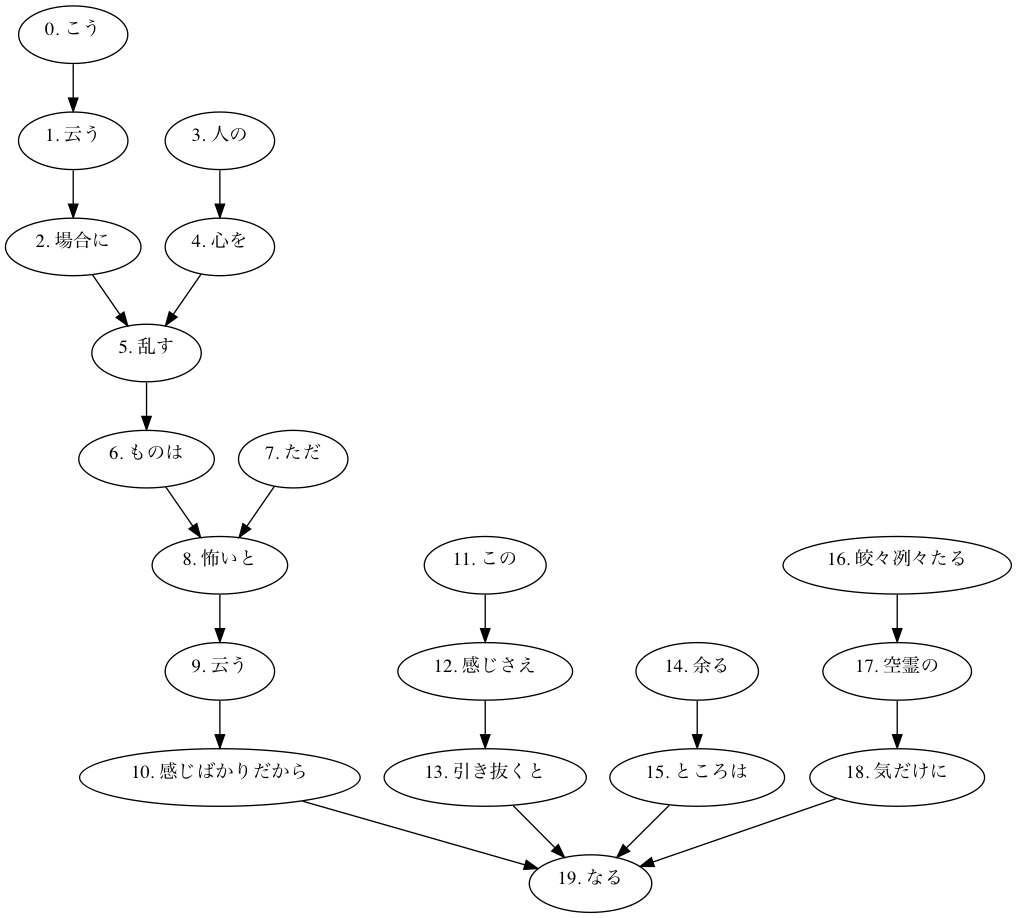 0. こう
1. 云う
3. 人の
2. 場合に
4. 心を
5. 乱す
6. ものは
7. ただ
8. 怖いと
11. この
16. 皎々冽々たる
9. 云う
12. 感じさえ
14. 余る
17. 空霊の
10. 感じばかりだから
13. 引き抜くと
15. ところは
18. 気だけに
19. なる